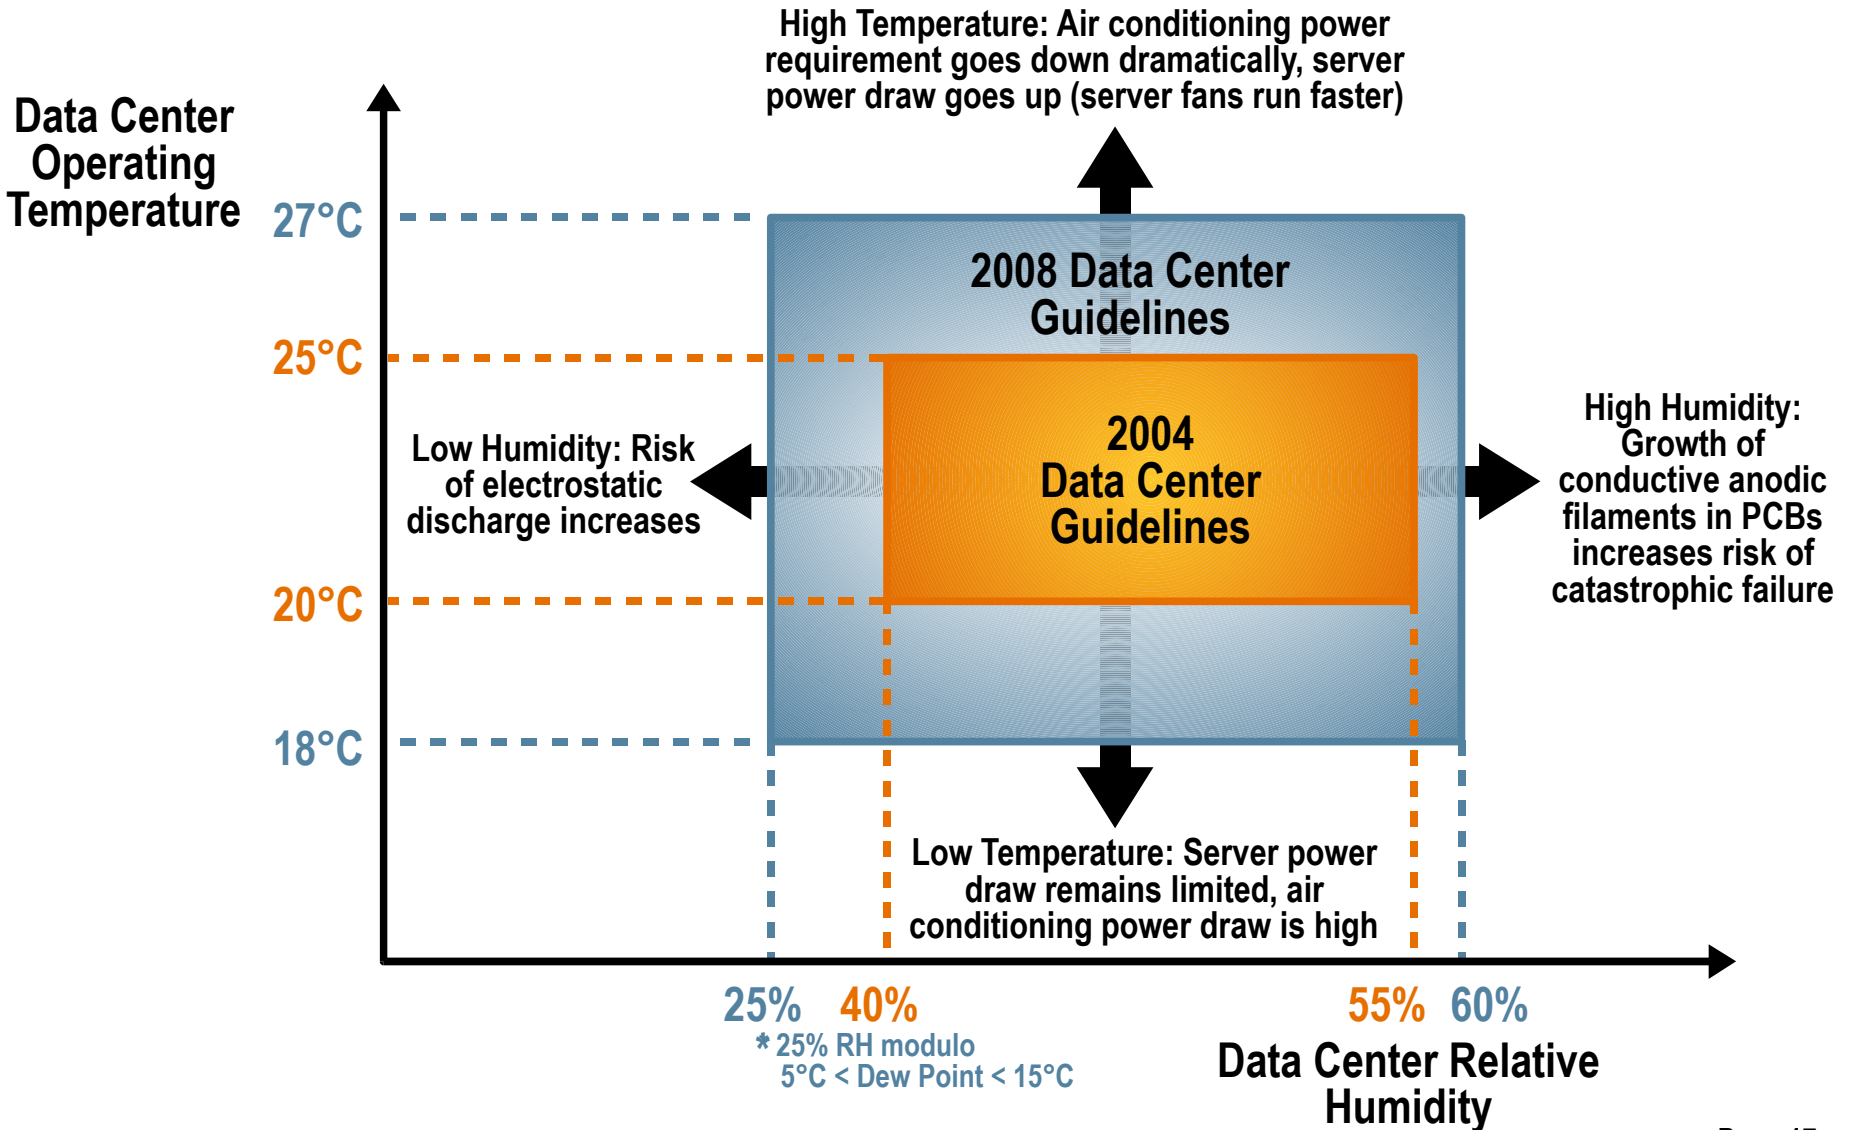 High Temperature: Air conditioning power
requirement goes down dramatically, server
power draw goes up (server fans run faster)
Data Center
Operating
Temperature
27°C
2008 Data Center
Guidelines
25°C
2004
Data Center
Guidelines
Low Humidity: Risk
of electrostatic
discharge increases
High Humidity:
Growth of
conductive anodic
filaments in PCBs
increases risk of
catastrophic failure
20°C
18°C
Low Temperature: Server power
draw remains limited, air
conditioning power draw is high
25% 40% 55% 60%
* 25% RH modulo
5°C < Dew Point < 15°C
Data Center Relative
Humidity